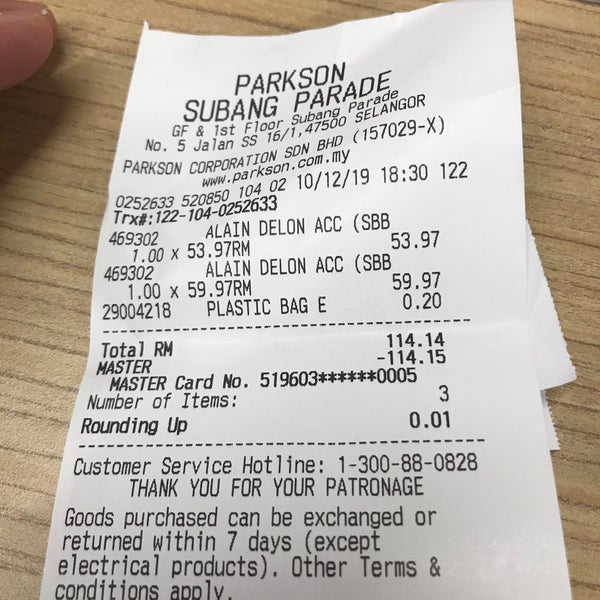 PARKSON
SUBANG PARADE
GF & 1st Floor Subang Parade
No. 5 Jalan SS 16/1,47500 SELANGOR
PARKSON CORPORATION SDN BHD (157029-X)
www.parkson.com.my
0252633 520850 104 02 10/12/19 18:30 122
Trx#:122-104-0252633
469302 ALAIN DELON ACC (SBB
1.00 x 53.97RM 53.97
469302 ALAIN DELON ACC (SBB
1.00 x 59.97RM 59.97
29004218 PLASTIC BAG E 0.20
Total RM 114.14
MASTER -114.15
MASTER Card No. 519603******0005
Number of Items: 3
Rounding Up 0.01
Customer Service Hotline: 1-300-88-0828
THANK YOU FOR YOUR PATRONAGE
Goods purchased can be exchanged or
returned within 7 days (except
electrical products). Other Terms &
conditions apply.